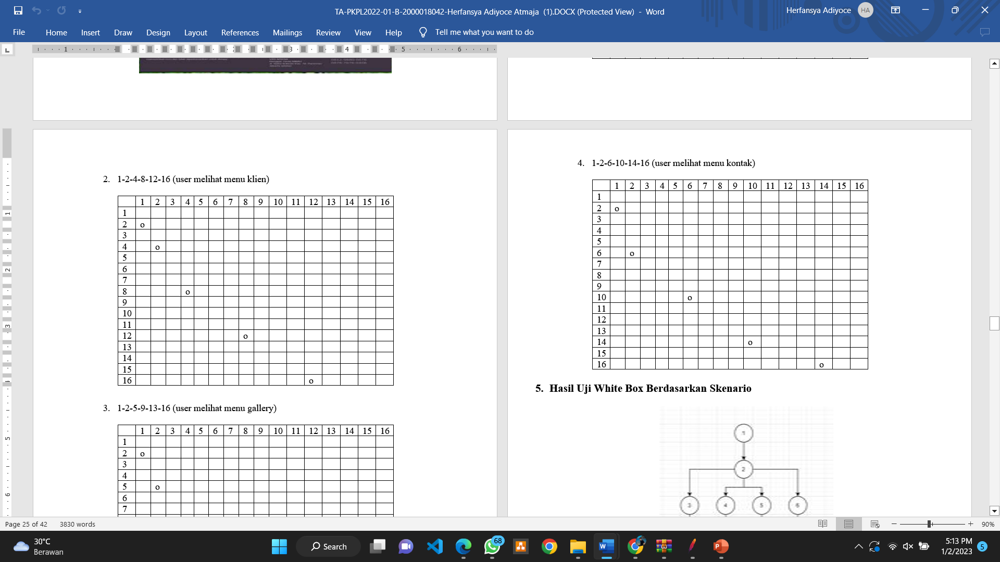 TA-PKPL2022-01-B-2000018042-Herfansya Adiyoce Atmaja (1).DOCX (Protected View) - Word
Herfansya Adiyoce
HA
File Home Insert Draw Design Layout References Mailings Review View Help Tell me what you want to do
2. 1-2-4-8-12-16 (user melihat menu klien)
1 2 3 4 5 6 7 8 9 10 11 12 13 14 15 16
1
2 o
3
4 o
5
6
7
8 o
9
10
11
12 o
13
14
15
16 o
3. 1-2-5-9-13-16 (user melihat menu gallery)
1 2 3 4 5 6 7 8 9 10 11 12 13 14 15 16
1
2 o
3
4
5 o
6
7
4. 1-2-6-10-14-16 (user melihat menu kontak)
1 2 3 4 5 6 7 8 9 10 11 12 13 14 15 16
1
2 o
3
4
5
6 o
7
8
9
10 o
11
12
13
14 o
15
16 o
5. Hasil Uji White Box Berdasarkan Skenario
1
2
3 4 5 6
Page 25 of 42 3830 words
90%
30°C
Berawan
Search
68
5:13 PM
1/2/2023
5